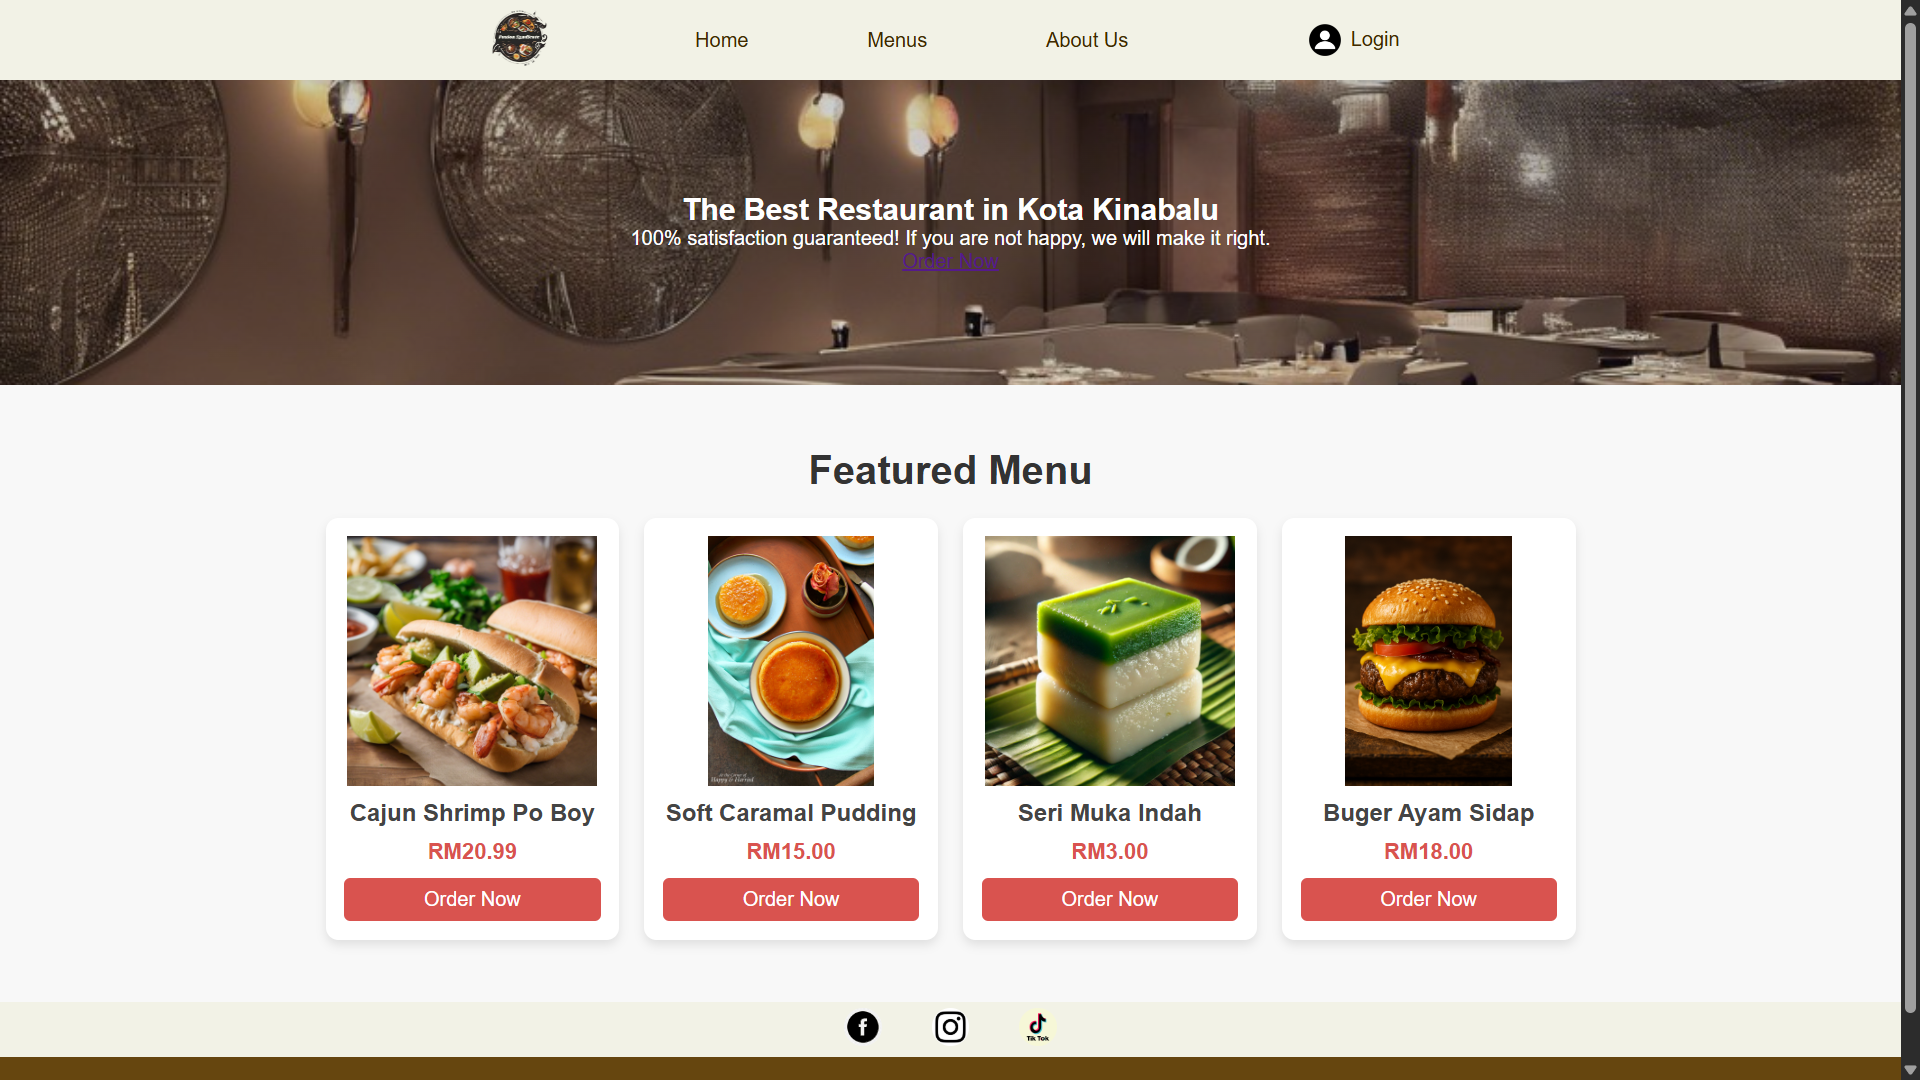 Home
Menus
About Us
Login
The Best Restaurant in Kota Kinabalu
100% satisfaction guaranteed! If you are not happy, we will make it right.
Order Now
Featured Menu
Cajun Shrimp Po Boy
RM20.99
Order Now
Soft Caramal Pudding
RM15.00
Order Now
Seri Muka Indah
RM3.00
Order Now
Buger Ayam Sidap
RM18.00
Order Now
Tik Tok